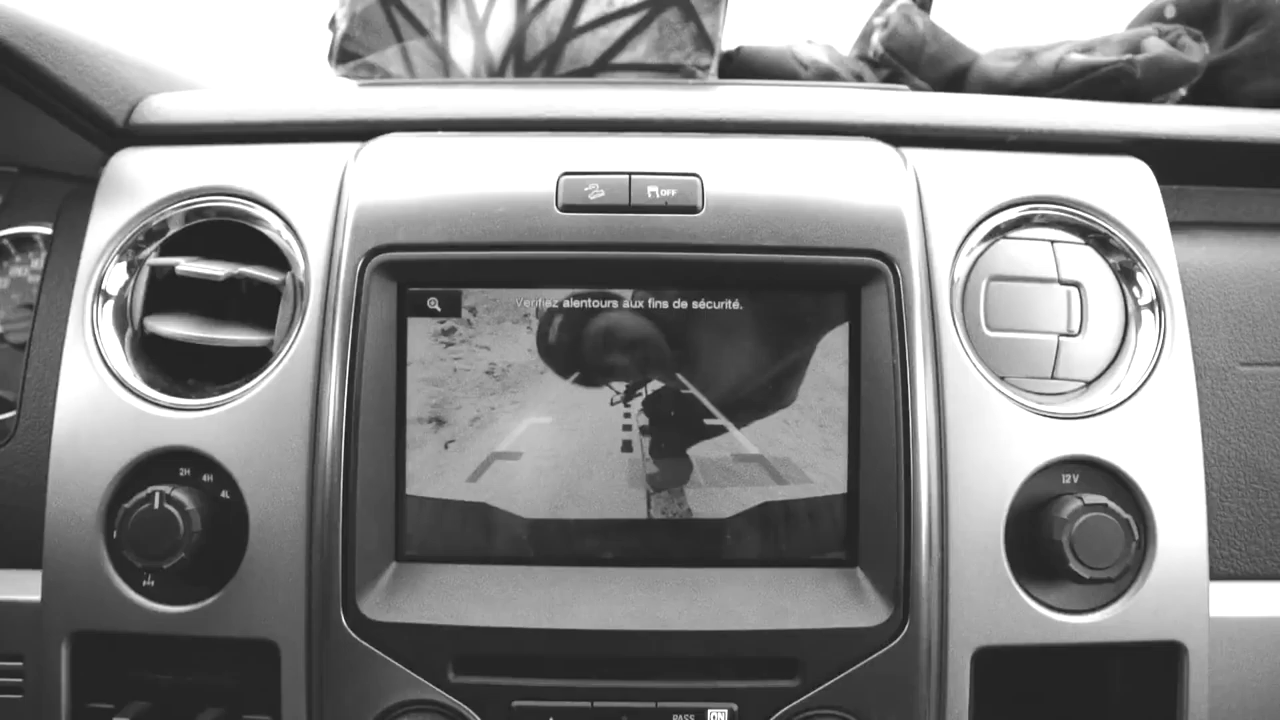 OFF
Verifiez alentours aux fins de sécurité.
2H 4H 4L
12V
PASS ON